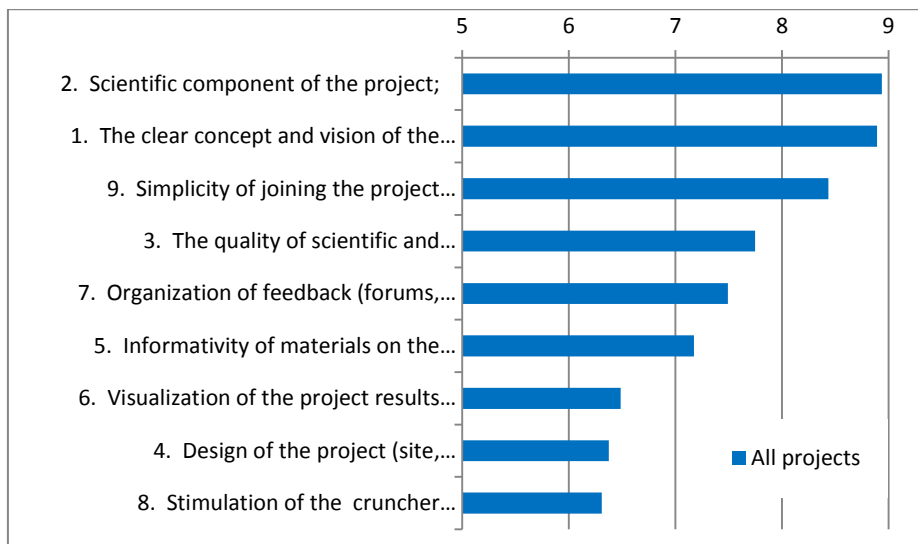 5 6 7 8 9
2. Scientific component of the project;
1. The clear concept and vision of the...
9. Simplicity of joining the project...
3. The quality of scientific and...
7. Organization of feedback (forums,...
5. Informativity of materials on the...
6. Visualization of the project results...
4. Design of the project (site,...
8. Stimulation of the cruncher...
All projects